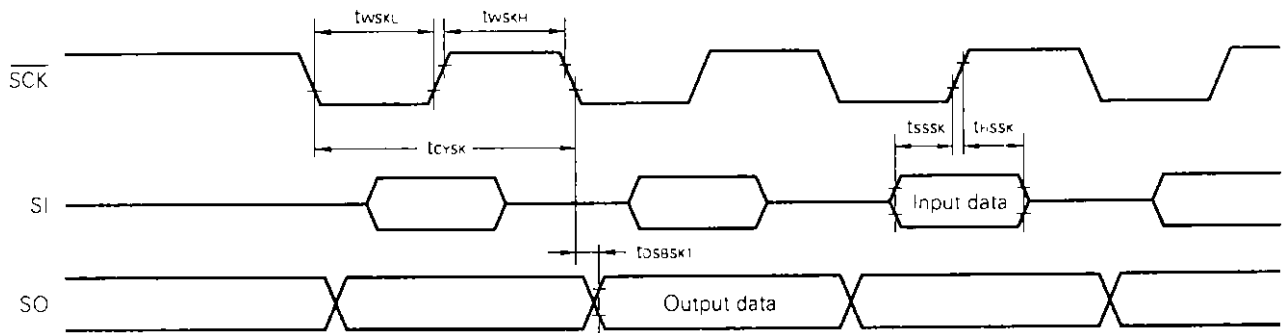 tWSKL
tWSKH
SCK
tSSSK
tHSSK
tCYSK
SI
Input data
tDSBSK1
SO
Output data